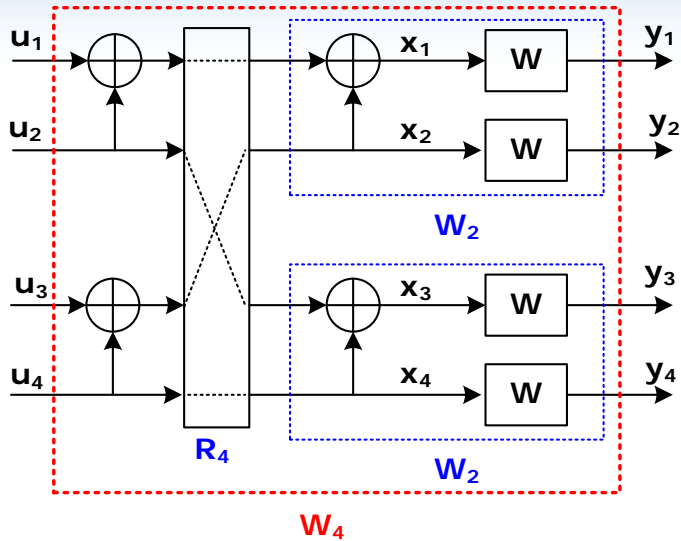 u₁ x₁ W y₁
u₂ x₂ W y₂
W₂
u₃ x₃ W y₃
u₄ x₄ W y₄
R₄ W₂
W₄